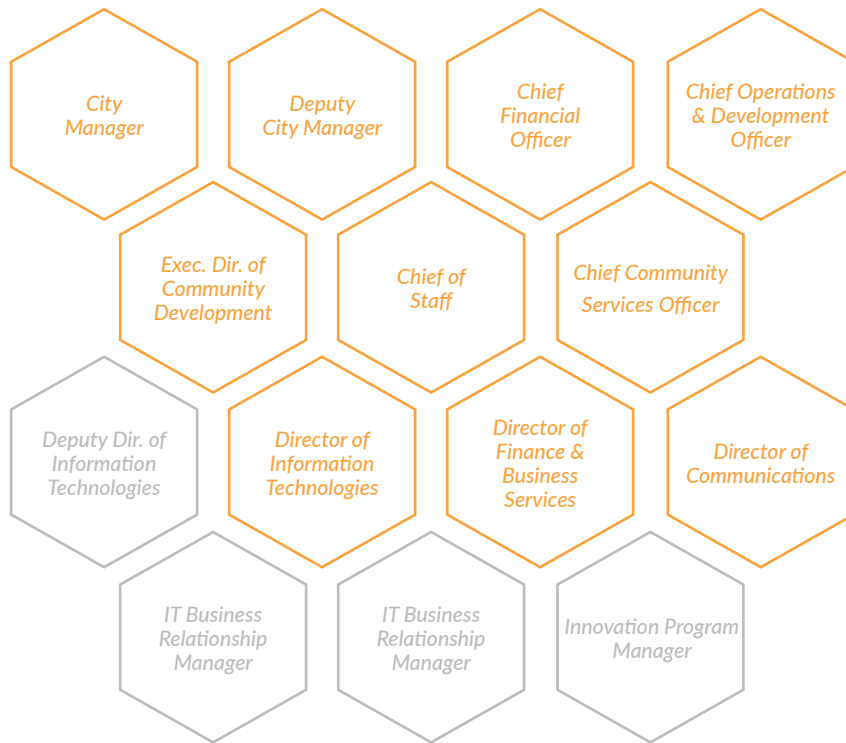 City
Manager
Deputy
City Manager
Chief
Financial
Officer
Chief Operations
& Development
Officer
Exec. Dir. of
Community
Development
Chief of
Staff
Chief Community
Services Officer
Deputy Dir. of
Information
Technologies
Director of
Information
Technologies
Director of
Finance &
Business
Services
Director of
Communications
IT Business
Relationship
Manager
IT Business
Relationship
Manager
Innovation Program
Manager